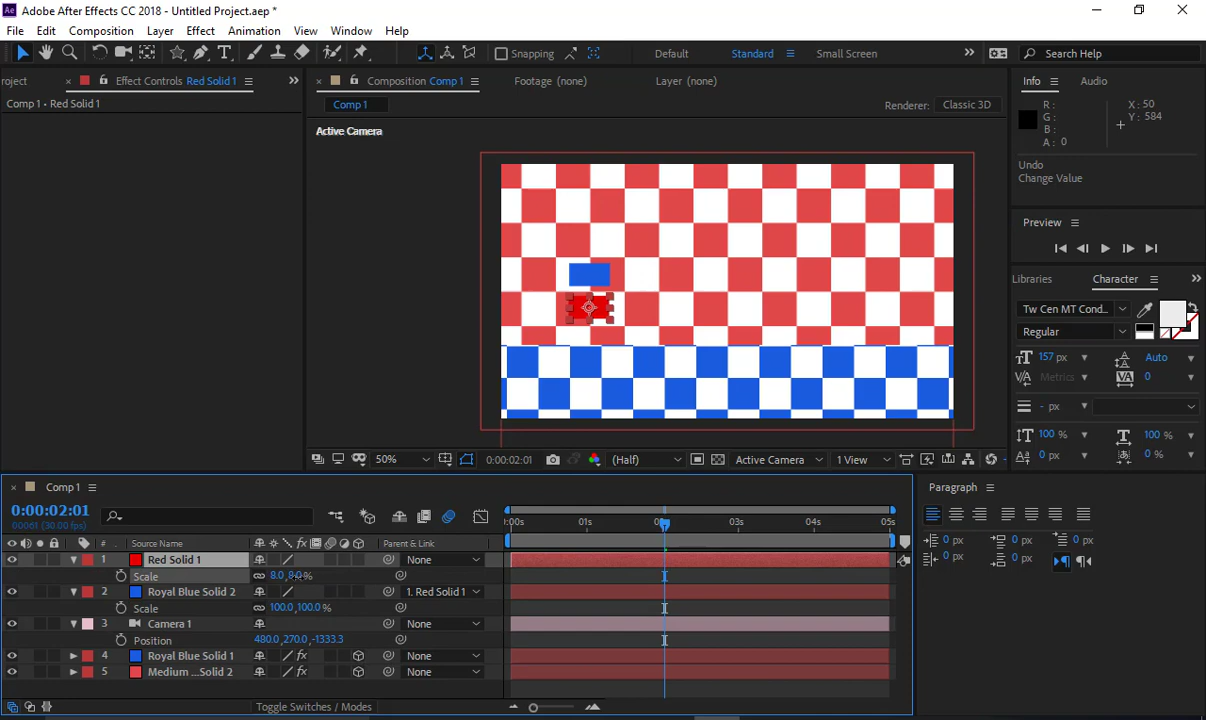 Adobe After Effects CC 2018 - Untitled Project.aep *
File Edit Composition Layer Effect Animation View Window Help
Snapping Default Standard Small Screen Search Help
roject Effect Controls Red Solid 1 Composition Comp 1 Footage (none) Layer (none) Info Audio
Comp 1 • Red Solid 1 Comp 1 Renderer: Classic 3D
Active Camera
R: X: 50
G: Y: 584
B:
A: 0
Undo
Change Value
Preview
Libraries Character
Tw Cen MT Cond...
Regular
157 px Auto
Metrics 0
- px
100 % 100 %
0 px 0 %
50% 0:00:02:01 (Half) Active Camera 1 View
Comp 1 Paragraph
0:00:02:01
00061 (30.00 fps)
:00s 01s 03s 04s 05s
# Source Name Parent & Link
1 Red Solid 1 None
Scale 8.0,8.0%
2 Royal Blue Solid 2 1. Red Solid 1
Scale 100.0,100.0%
3 Camera 1 None
Position 480.0,270.0,-1333.3
4 Royal Blue Solid 1 None
5 Medium ...Solid 2 None
0 px 0 px 0 px
0 px 0 px
Toggle Switches / Modes